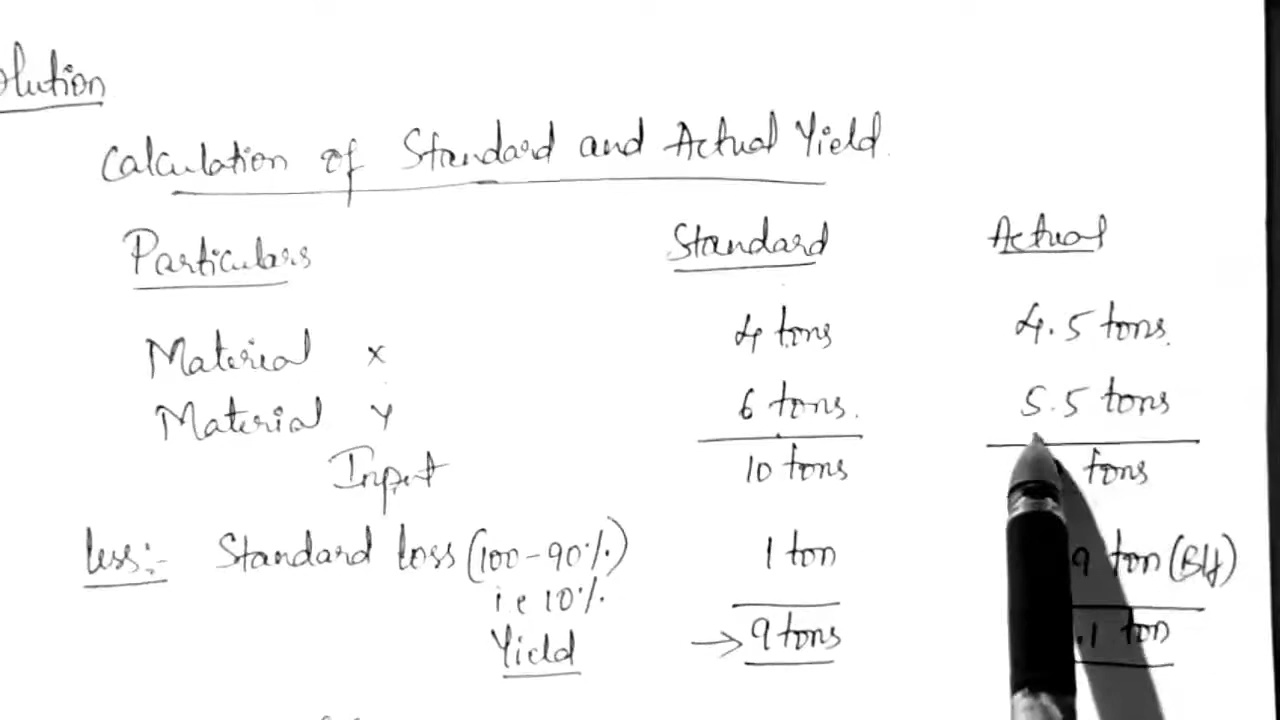 olution
Calculation of Standard and Actual Yield.
Particulars Standard Actual
Material x 4 tons 4.5 tons.
Material y 6 tons. 5.5 tons
Input 10 tons tons
less:- Standard loss (100-90%) 1 ton 9 ton (B/f)
i.e 10%.
Yield → 9 tons .1 ton